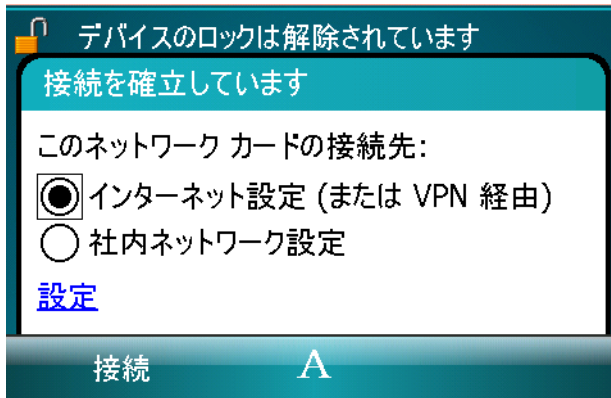 デバイスのロックは解除されています
接続を確立しています
このネットワーク カードの接続先:
インターネット設定 (または VPN 経由)
社内ネットワーク設定
設定
接続 A